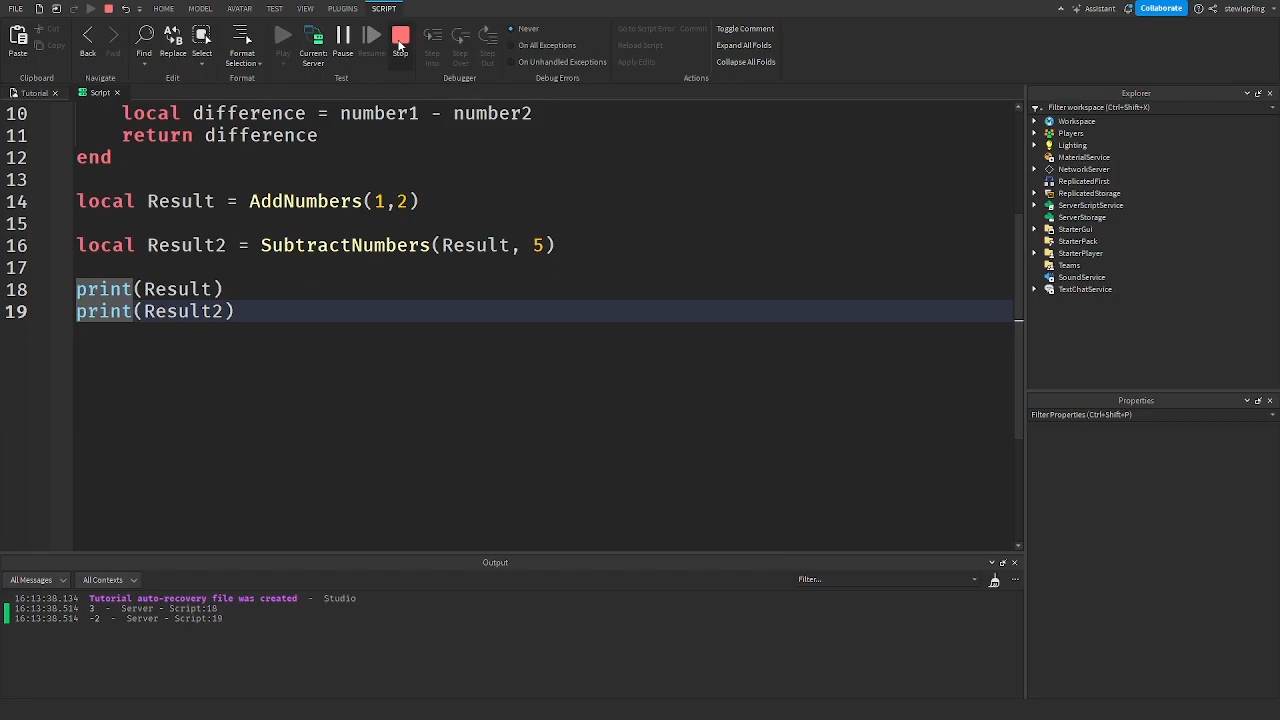 FILE HOME MODEL AVATAR TEST VIEW PLUGINS SCRIPT Assistant Collaborate stewiepfing
Paste Cut Copy Back Fwd Find Replace Select Format Selection Play Current: Server Pause Resume Stop Step Into Step Over Step Out Never On All Exceptions On Unhandled Exceptions Go to Script Error Commit Reload Script Apply Edits Toggle Comment Expand All Folds Collapse All Folds
Clipboard Navigate Edit Format Test Debugger Debug Errors Actions
Tutorial Script
10 local difference = number1 - number2
11 return difference
12 end
13
14 local Result = AddNumbers(1,2)
15
16 local Result2 = SubtractNumbers(Result, 5)
17
18 print(Result)
19 print(Result2)
Explorer
Filter workspace (Ctrl+Shift+X)
Workspace
Players
Lighting
MaterialService
NetworkServer
ReplicatedFirst
ReplicatedStorage
ServerScriptService
ServerStorage
StarterGui
StarterPack
StarterPlayer
Teams
SoundService
TextChatService
Properties
Filter Properties (Ctrl+Shift+P)
Output
All Messages All Contexts Filter...
16:13:38.134 Tutorial auto-recovery file was created - Studio
16:13:38.514 3 - Server - Script:18
16:13:38.514 -2 - Server - Script:19